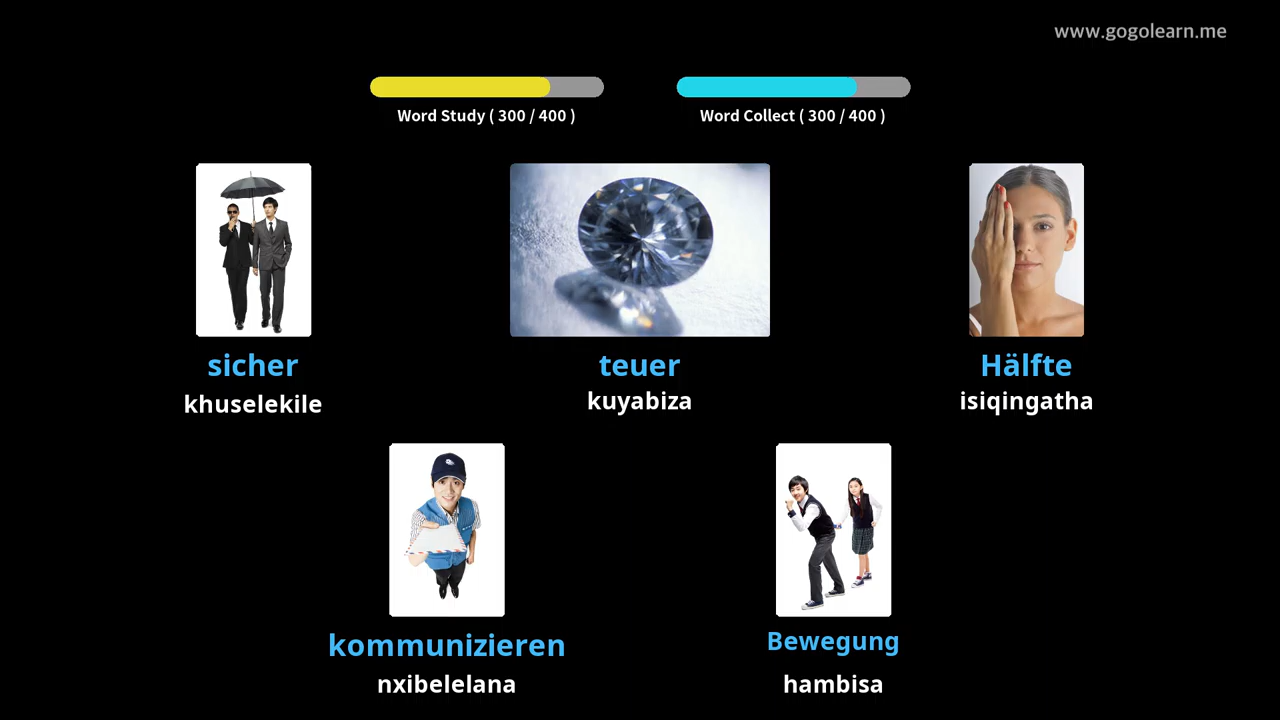 www.gogolearn.me
Word Study ( 300 / 400 )
Word Collect ( 300 / 400 )
sicher
khuselekile
teuer
kuyabiza
Hälfte
isiqingatha
kommunizieren
nxibelelana
Bewegung
hambisa